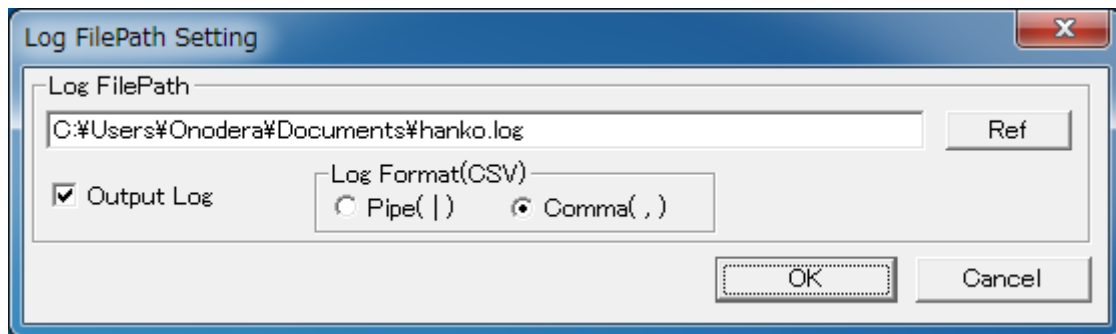 Log FilePath Setting
Log FilePath
C:¥Users¥Onodera¥Documents¥hanko.log
Ref
Output Log
Log Format(CSV)
Pipe( | )
Comma( , )
OK
Cancel